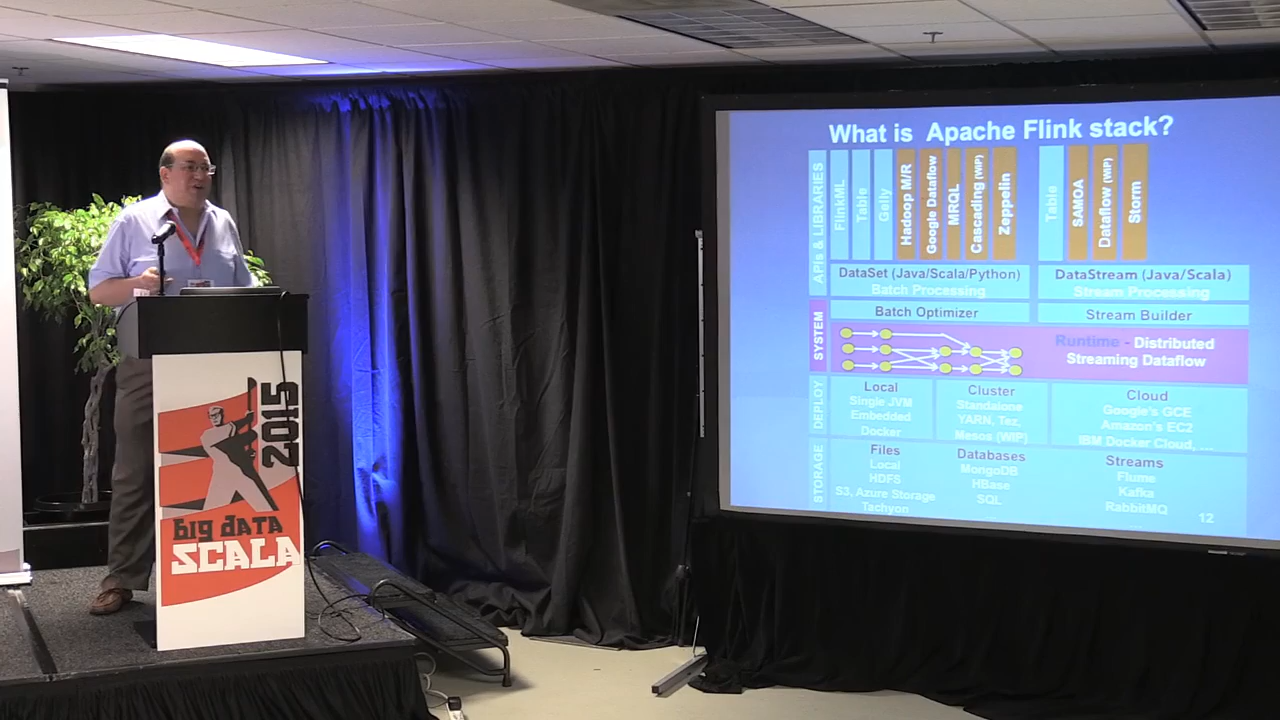 2015
big dATA
SCALA
What is Apache Flink stack?
APIs & LIBRARIES
FlinkML
Table
Gelly
Hadoop M/R
Google Dataflow
MRQL
Cascading (WiP)
Zeppelin
Table
SAMOA
Dataflow (WiP)
Storm
DataSet (Java/Scala/Python)
Batch Processing
DataStream (Java/Scala)
Stream Processing
SYSTEM
Batch Optimizer
Stream Builder
Runtime - Distributed
Streaming Dataflow
DEPLOY
Local
Single JVM
Embedded
Docker
Cluster
Standalone
YARN, Tez,
Mesos (WIP)
Cloud
Google's GCE
Amazon's EC2
IBM Docker Cloud, ...
STORAGE
Files
Local
HDFS
S3, Azure Storage
Tachyon
Databases
MongoDB
HBase
SQL
Streams
Flume
Kafka
RabbitMQ
...
12